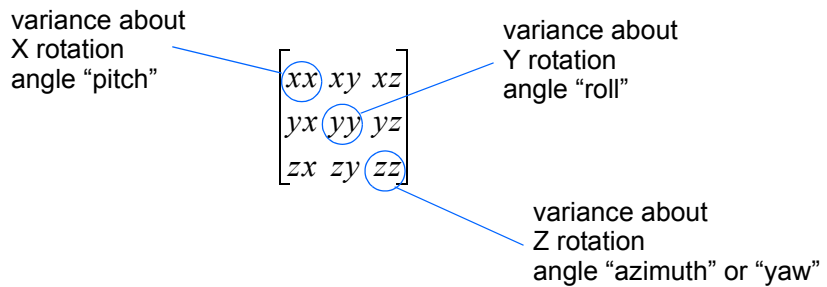 variance about
X rotation
angle “pitch”
variance about
Y rotation
angle “roll”
xx xy xz
yx yy yz
zx zy zz
variance about
Z rotation
angle “azimuth” or “yaw”